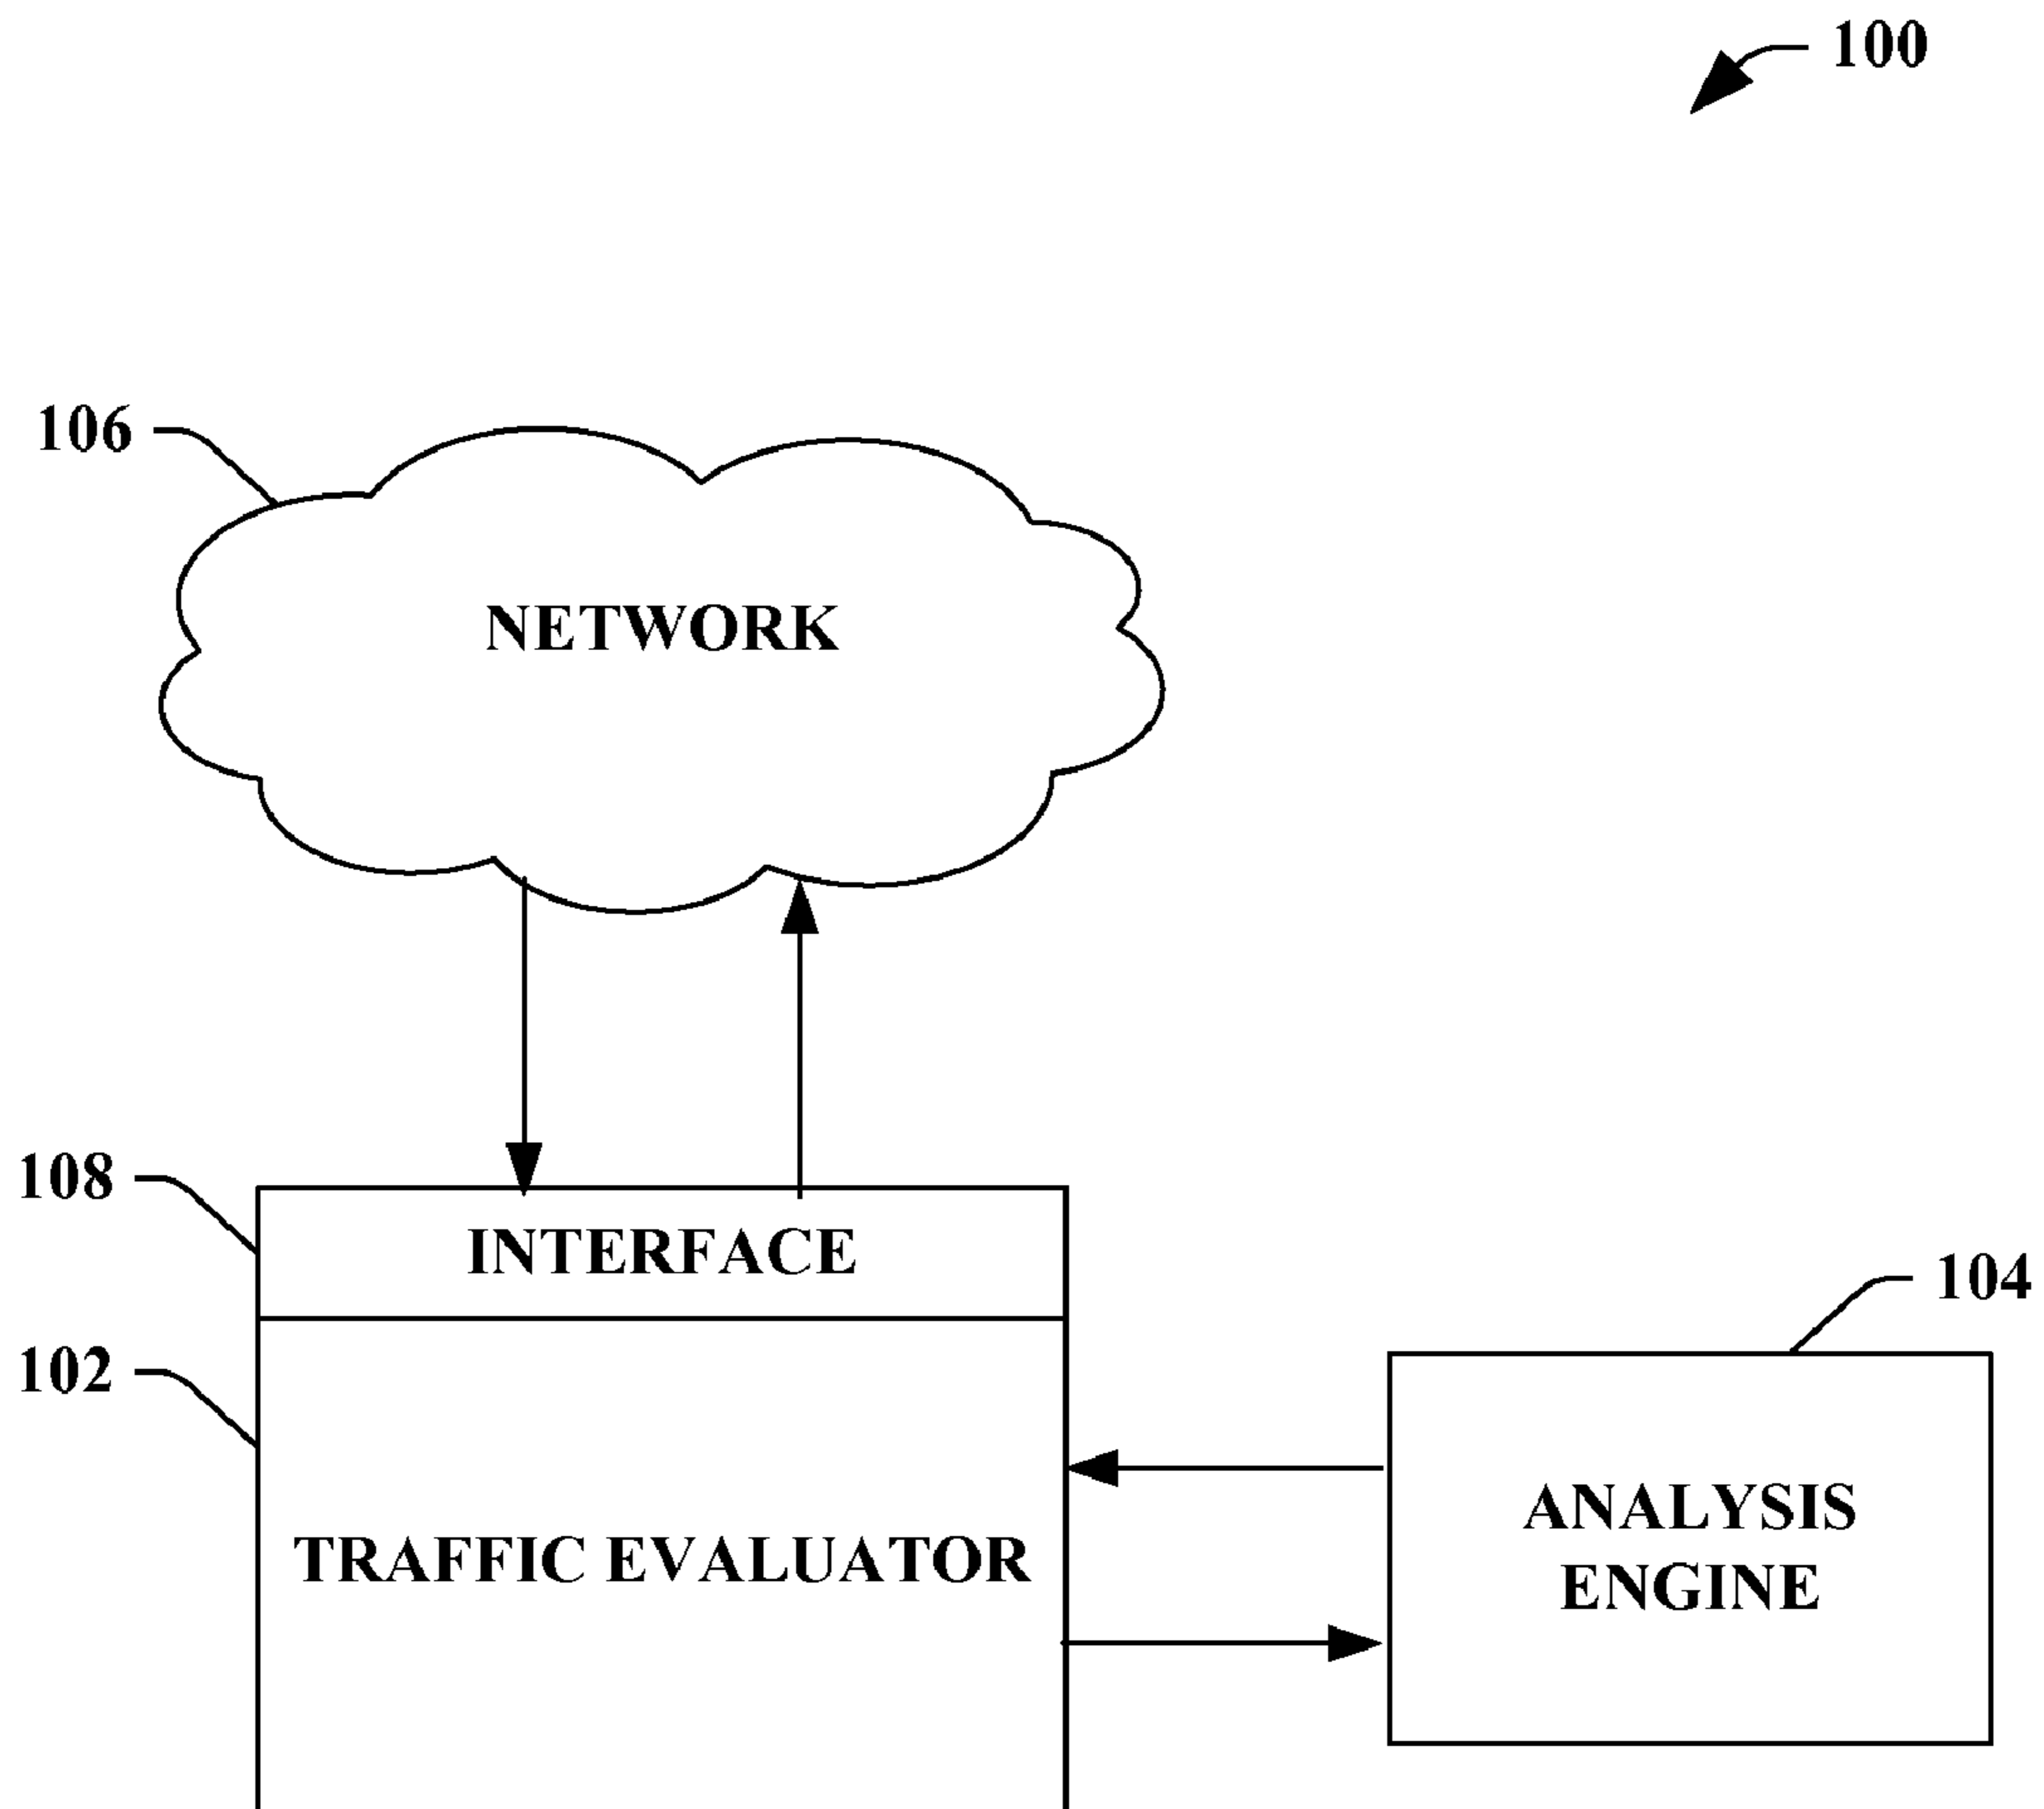 100
106
NETWORK
108
INTERFACE
104
102
ANALYSIS
ENGINE
TRAFFIC EVALUATOR